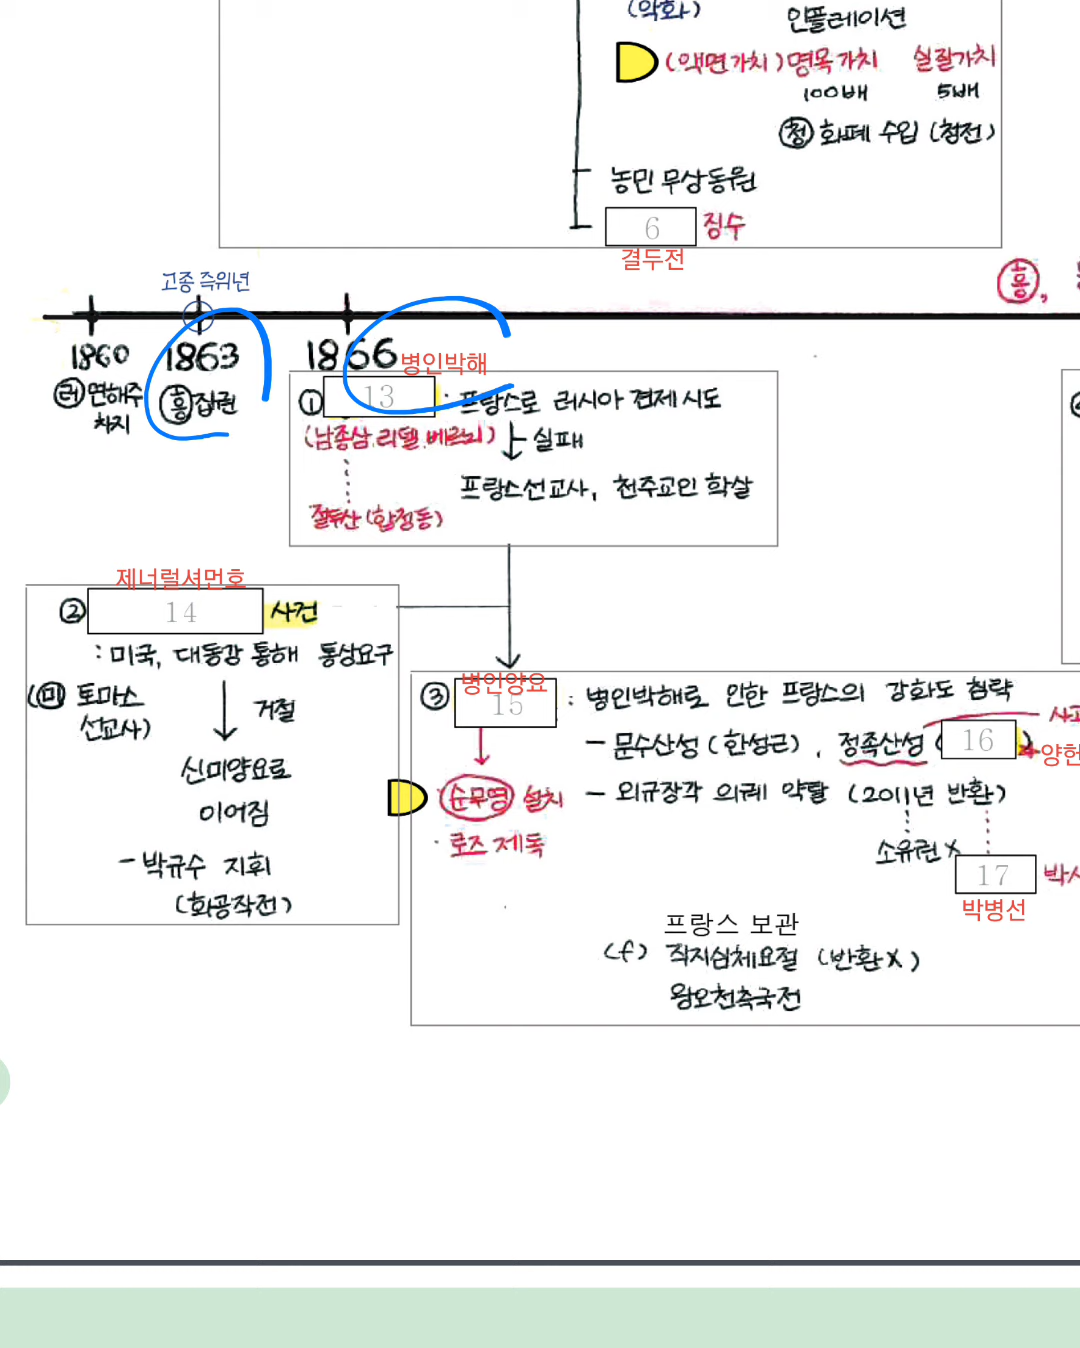 (악화)
인플레이션
(액면가치) 명목가치 실질가치
100배 5배
청 화폐 수입 (청전)
농민 무상동원
6 징수
결두전
고종 즉위년
흥,
1860 1863 1866
병인박해
러 연해주
차지
흥 집권
① 13 : 프랑스로 러시아 견제 시도
(남종삼, 리델, 베르뇌) 실패
프랑스선교사, 천주교인 학살
절두산 (합정동)
제너럴셔먼호
② 14 사건
: 미국, 대동강 통해 통상요구
(미 토마스
선교사)
거절
신미양요로
이어짐
- 박규수 지휘
(화공작전)
병인양요
③ 15 : 병인박해로 인한 프랑스의 강화도 침략
- 문수산성 (한성근), 정족산성 (16)
양헌
순무영 설치
- 외규장각 의궤 약탈 (2011년 반환)
· 로즈 제독
소유권 X
17
박병선
프랑스 보관
(f) 직지심체요절 (반환 X)
왕오천축국전